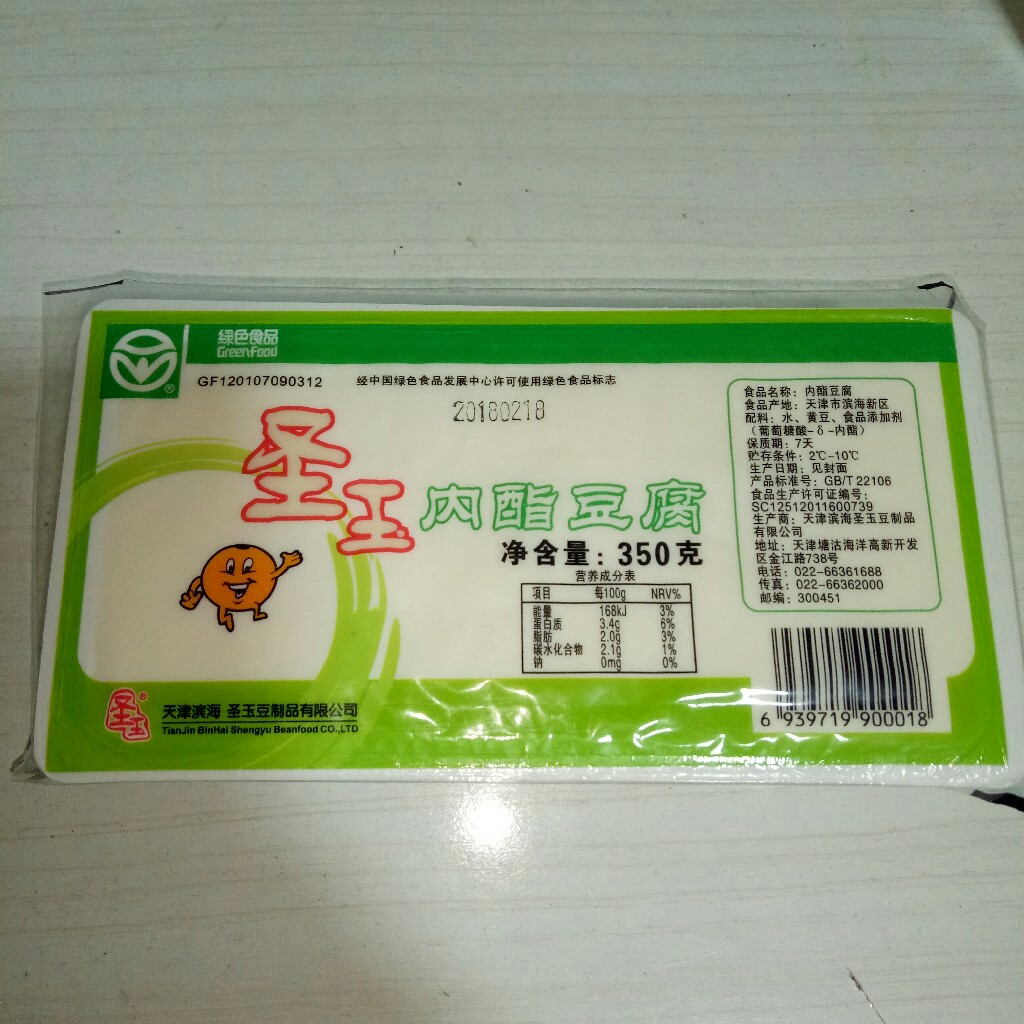 绿色食品
GreenFood
®
GF120107090312 经中国绿色食品发展中心许可使用绿色食品标志
20180218
圣玉内酯豆腐
净含量：350克
营养成分表
项目 每100g NRV%
能量 168kJ 3%
蛋白质 3.4g 6%
脂肪 2.0g 3%
碳水化合物 2.1g 1%
钠 0mg 0%
食品名称：内酯豆腐
食品产地：天津市滨海新区
配料：水、黄豆、食品添加剂
（葡萄糖酸-δ-内酯）
保质期：7天
贮存条件：2℃-10℃
生产日期：见封面
产品标准号：GB/T 22106
食品生产许可证编号：
SC12512011600739
生产商：天津滨海圣玉豆制品
有限公司
地址：天津塘沽海洋高新开发
区金江路738号
电话：022-66361688
传真：022-66362000
邮编：300451
圣玉®
天津滨海 圣玉豆制品有限公司
TianJin BinHai Shengyu Beanfood CO.,LTD
6 939719 900018